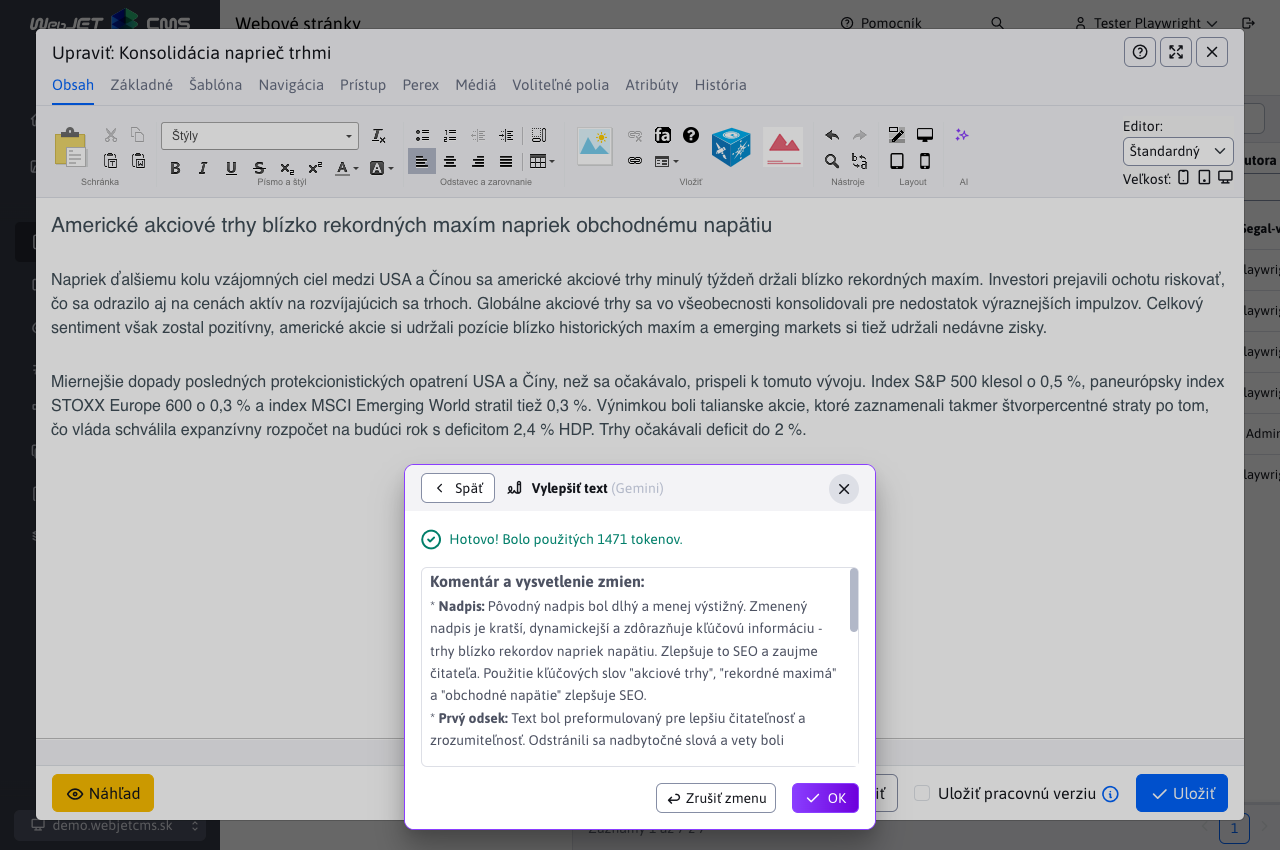 WebJET CMS
Webové stránky
Pomocník
Tester Playwright
Upraviť: Konsolidácia naprieč trhmi
Obsah Základné Šablóna Navigácia Prístup Perex Médiá Voliteľné polia Atribúty História
Štýly
Schránka
Písmo a štýl
Odstavec a zarovnanie
Vložiť
Nástroje
Layout
AI
Editor:
Štandardný
Veľkosť:
Americké akciové trhy blízko rekordných maxím napriek obchodnému napätiu
Napriek ďalšiemu kolu vzájomných ciel medzi USA a Čínou sa americké akciové trhy minulý týždeň držali blízko rekordných maxím. Investori prejavili ochotu riskovať,
čo sa odrazilo aj na cenách aktív na rozvíjajúcich sa trhoch. Globálne akciové trhy sa vo všeobecnosti konsolidovali pre nedostatok výraznejších impulzov. Celkový
sentiment však zostal pozitívny, americké akcie si udržali pozície blízko historických maxím a emerging markets si tiež udržali nedávne zisky.
Miernejšie dopady posledných protekcionistických opatrení USA a Číny, než sa očakávalo, prispeli k tomuto vývoju. Index S&P 500 klesol o 0,5 %, paneurópsky index
STOXX Europe 600 o 0,3 % a index MSCI Emerging World stratil tiež 0,3 %. Výnimkou boli talianske akcie, ktoré zaznamenali takmer štvorpercentné straty po tom,
čo vláda schválila expanzívny rozpočet na budúci rok s deficitom 2,4 % HDP. Trhy očakávali deficit do 2 %.
Späť
Vylepšiť text (Gemini)
Hotovo! Bolo použitých 1471 tokenov.
Komentár a vysvetlenie zmien:
* Nadpis: Pôvodný nadpis bol dlhý a menej výstižný. Zmenený
nadpis je kratší, dynamickejší a zdôrazňuje kľúčovú informáciu -
trhy blízko rekordov napriek napätiu. Zlepšuje to SEO a zaujme
čitateľa. Použitie kľúčových slov "akciové trhy", "rekordné maximá"
a "obchodné napätie" zlepšuje SEO.
* Prvý odsek: Text bol preformulovaný pre lepšiu čitateľnosť a
zrozumiteľnosť. Odstránili sa nadbytočné slová a vety boli
Zrušiť zmenu
OK
Náhľad
Uložiť pracovnú verziu
Uložiť
demo.webjetcms.sk
1